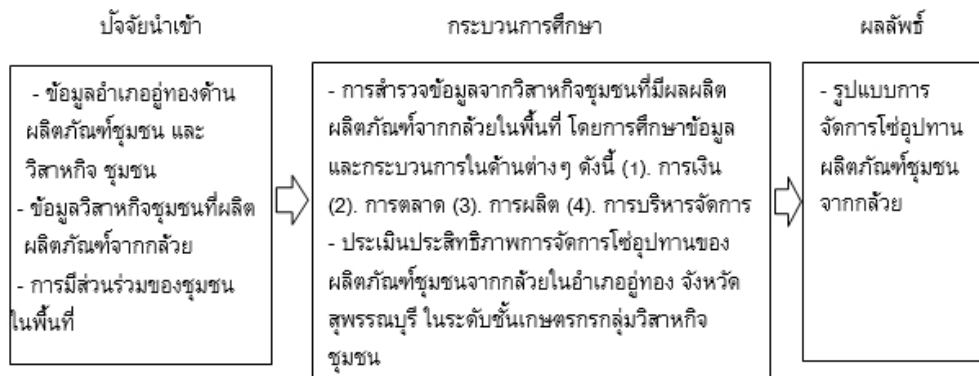 ปัจจัยนำเข้า
กระบวนการศึกษา
ผลลัพธ์
- ข้อมูลอำเภออู่ทองด้าน
ผลิตภัณฑ์ชุมชน และ
วิสาหกิจ ชุมชน
- ข้อมูลวิสาหกิจชุมชนที่ผลิต
ผลิตภัณฑ์จากกล้วย
- การมีส่วนร่วมของชุมชน
ในพื้นที่
- การสำรวจข้อมูลจากวิสาหกิจชุมชนที่มีผลผลิต
ผลิตภัณฑ์จากกล้วยในพื้นที่ โดยการศึกษาข้อมูล
และกระบวนการในด้านต่างๆ ดังนี้ (1). การเงิน
(2). การตลาด (3). การผลิต (4). การบริหารจัดการ
- ประเมินประสิทธิภาพการจัดการโซ่อุปทานของ
ผลิตภัณฑ์ชุมชนจากกล้วยในอำเภออู่ทอง จังหวัด
สุพรรณบุรี ในระดับชั้นเกษตรกรกลุ่มวิสาหกิจ
ชุมชน
- รูปแบบการ
จัดการโซ่อุปทาน
ผลิตภัณฑ์ชุมชน
จากกล้วย